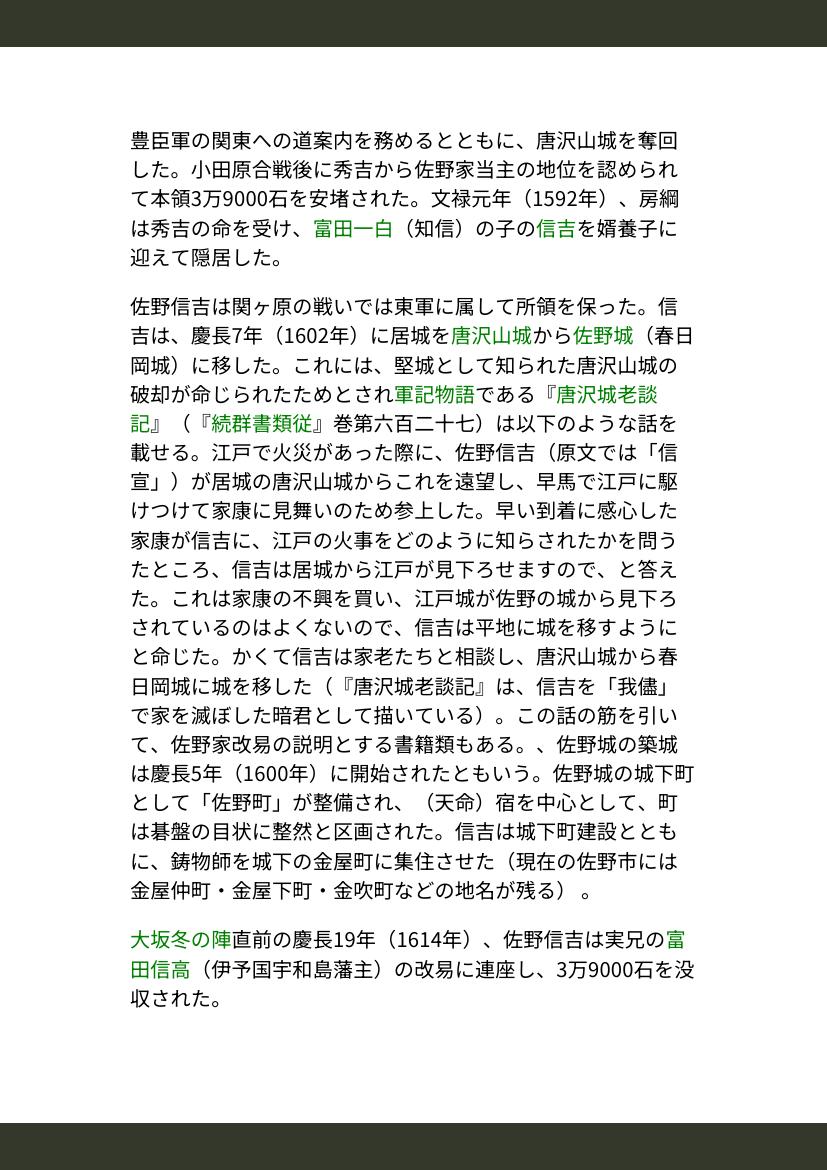 豊臣軍の関東への道案内を務めるとともに、唐沢山城を奪回
した。小田原合戦後に秀吉から佐野家当主の地位を認められ
て本領3万9000石を安堵された。文禄元年（1592年）、房綱
は秀吉の命を受け、富田一白（知信）の子の信吉を婿養子に
迎えて隠居した。
佐野信吉は関ヶ原の戦いでは東軍に属して所領を保った。信
吉は、慶長7年（1602年）に居城を唐沢山城から佐野城（春日
岡城）に移した。これには、堅城として知られた唐沢山城の
破却が命じられたためとされ軍記物語である『唐沢城老談
記』（『続群書類従』巻第六百二十七）は以下のような話を
載せる。江戸で火災があった際に、佐野信吉（原文では「信
宣」）が居城の唐沢山城からこれを遠望し、早馬で江戸に駆
けつけて家康に見舞いのため参上した。早い到着に感心した
家康が信吉に、江戸の火事をどのように知らされたかを問う
たところ、信吉は居城から江戸が見下ろせますので、と答え
た。これは家康の不興を買い、江戸城が佐野の城から見下ろ
されているのはよくないので、信吉は平地に城を移すように
と命じた。かくて信吉は家老たちと相談し、唐沢山城から春
日岡城に城を移した（『唐沢城老談記』は、信吉を「我儘」
で家を滅ぼした暗君として描いている）。この話の筋を引い
て、佐野家改易の説明とする書籍類もある。、佐野城の築城
は慶長5年（1600年）に開始されたともいう。佐野城の城下町
として「佐野町」が整備され、（天命）宿を中心として、町
は碁盤の目状に整然と区画された。信吉は城下町建設ととも
に、鋳物師を城下の金屋町に集住させた（現在の佐野市には
金屋仲町・金屋下町・金吹町などの地名が残る） 。
大坂冬の陣直前の慶長19年（1614年）、佐野信吉は実兄の富
田信高（伊予国宇和島藩主）の改易に連座し、3万9000石を没
収された。